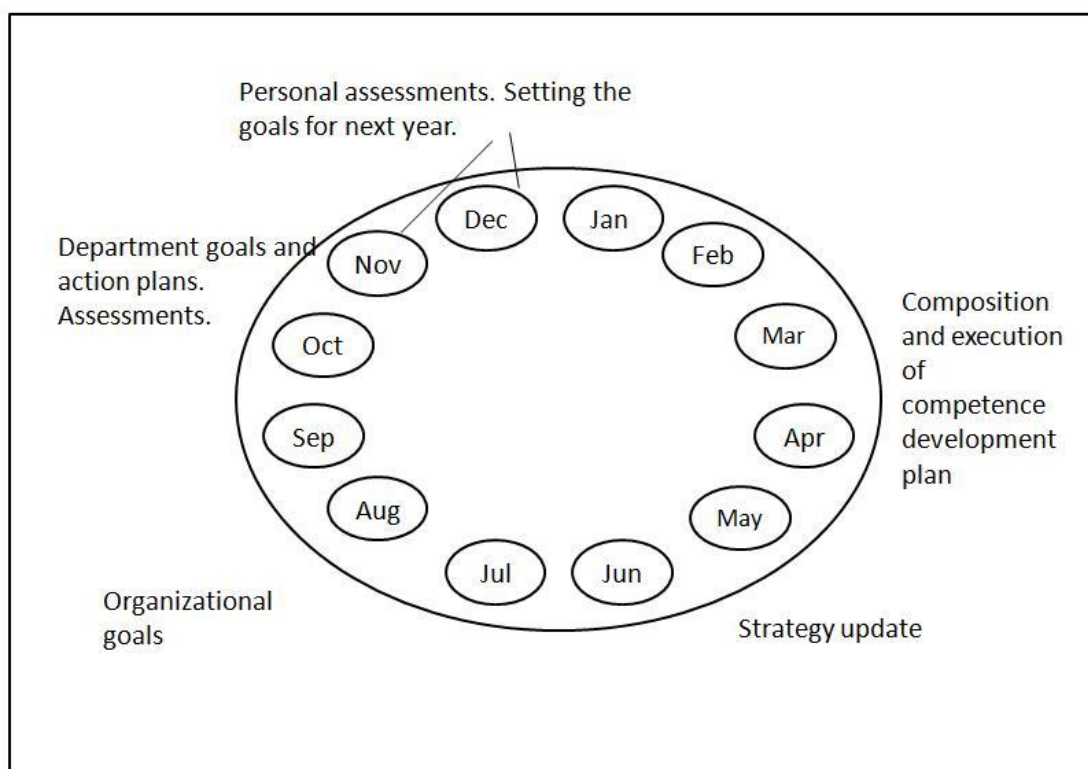 Personal assessments. Setting the
goals for next year.
Dec
Jan
Feb
Nov
Department goals and
action plans.
Assessments.
Mar
Oct
Composition
and execution
of
competence
development
plan
Apr
Sep
May
Aug
Jun
Jul
Organizational
goals
Strategy update